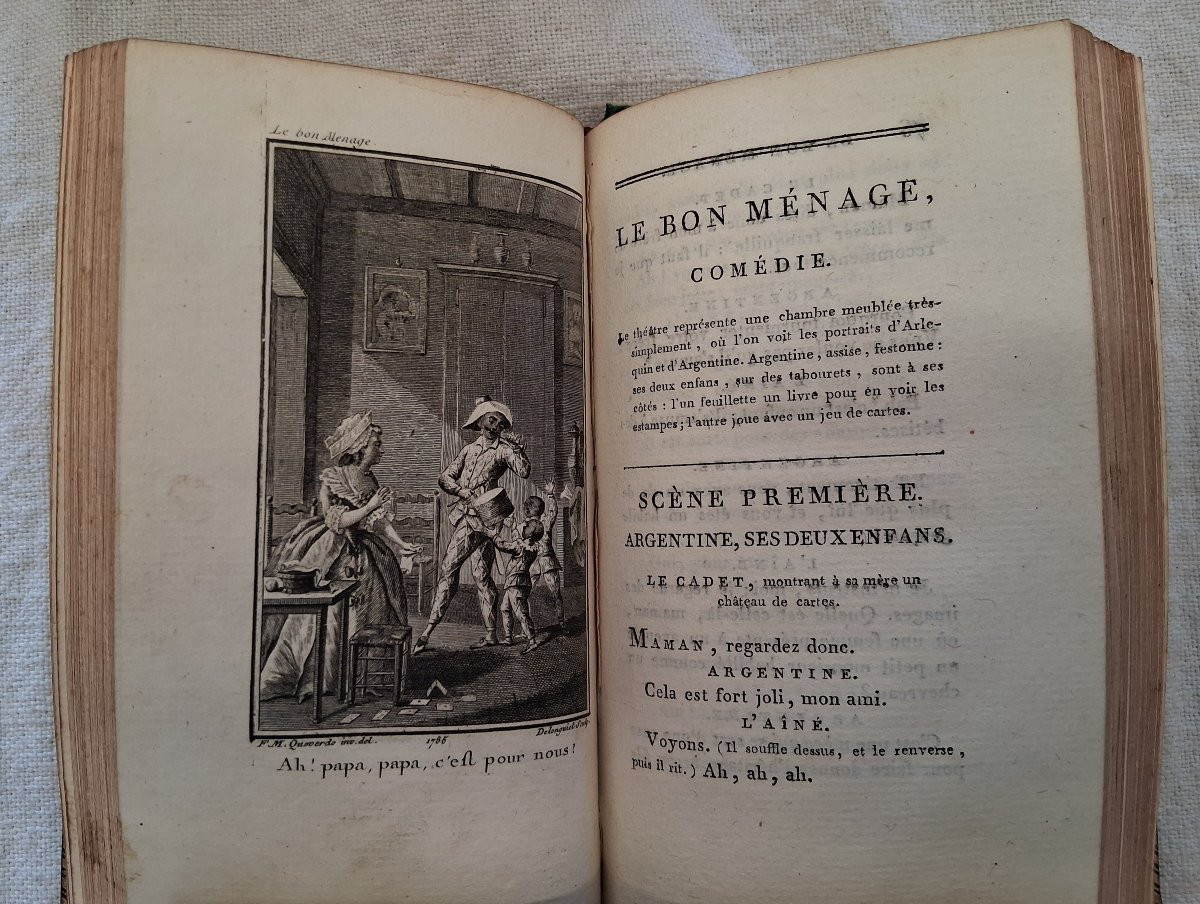 Le bon Menage
F. M. Queverdo inv. del. 1786 Delongueil Sculp.
Ah! papa, papa, c'est pour nous!
LE BON MÉNAGE,
COMÉDIE.
Le théâtre représente une chambre meublée très-
simplement, où l'on voit les portraits d'Arle-
quin et d'Argentine. Argentine, assise, festonne:
ses deux enfans, sur des tabourets, sont à ses
côtés: l'un feuillette un livre pour en voir les
estampes; l'autre joue avec un jeu de cartes.
SCÈNE PREMIÈRE.
ARGENTINE, SES DEUX ENFANS.
LE CADET, montrant à sa mère un
château de cartes.
MAMAN, regardez donc.
ARGENTINE.
Cela est fort joli, mon ami.
L'AÎNÉ.
Voyons. (Il souffle dessus, et le renverse,
puis il rit.) Ah, ah, ah.